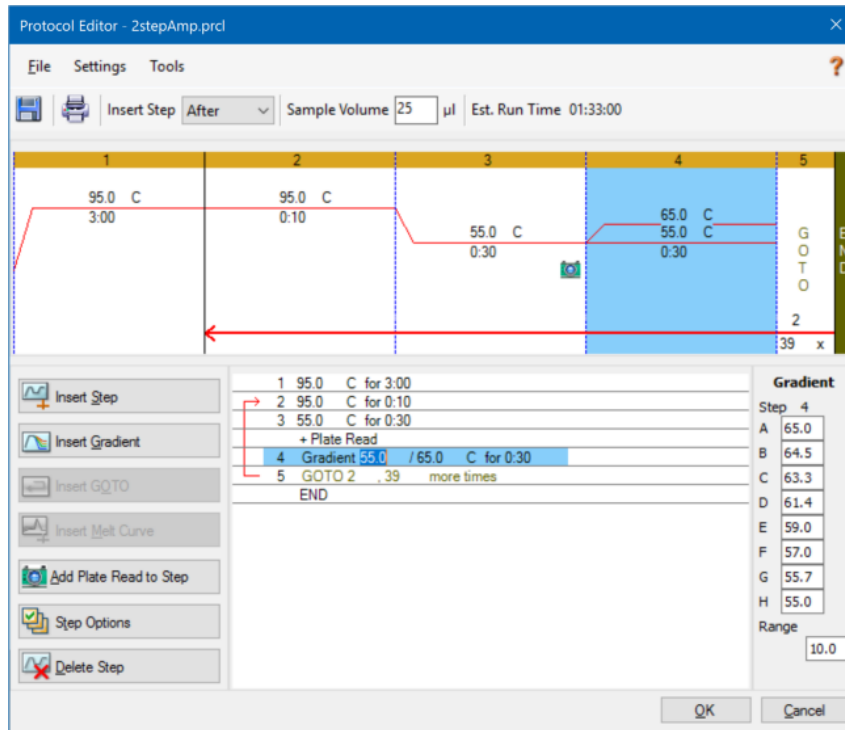 Protocol Editor - 2stepAmp.prcl
File Settings Tools ?
Insert Step After Sample Volume 25 µl Est. Run Time 01:33:00
1 2 3 4 5
95.0 C
3:00
95.0 C
0:10
55.0 C
0:30
65.0 C
55.0 C
0:30
G
O
T
O
2
39 x
E
N
D
Insert Step
Insert Gradient
Insert GOTO
Insert Melt Curve
Add Plate Read to Step
Step Options
Delete Step
1 95.0 C for 3:00
2 95.0 C for 0:10
3 55.0 C for 0:30
+ Plate Read
4 Gradient 55.0 / 65.0 C for 0:30
5 GOTO 2 , 39 more times
END
Gradient
Step 4
A 65.0
B 64.5
C 63.3
D 61.4
E 59.0
F 57.0
G 55.7
H 55.0
Range
10.0
OK Cancel